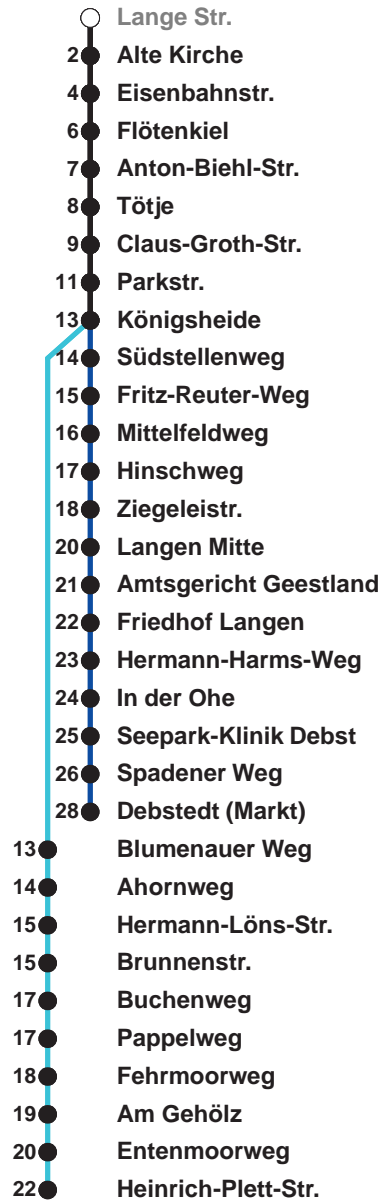 Lange Str.
2 Alte Kirche
4 Eisenbahnstr.
6 Flötenkiel
7 Anton-Biehl-Str.
8 Tötje
9 Claus-Groth-Str.
11 Parkstr.
13 Königsheide
14 Südstellenweg
15 Fritz-Reuter-Weg
16 Mittelfeldweg
17 Hinschweg
18 Ziegeleistr.
20 Langen Mitte
21 Amtsgericht Geestland
22 Friedhof Langen
23 Hermann-Harms-Weg
24 In der Ohe
25 Seepark-Klinik Debst
26 Spadener Weg
28 Debstedt (Markt)
13 Blumenauer Weg
14 Ahornweg
15 Hermann-Löns-Str.
15 Brunnenstr.
17 Buchenweg
17 Pappelweg
18 Fehrmoorweg
19 Am Gehölz
20 Entenmoorweg
22 Heinrich-Plett-Str.